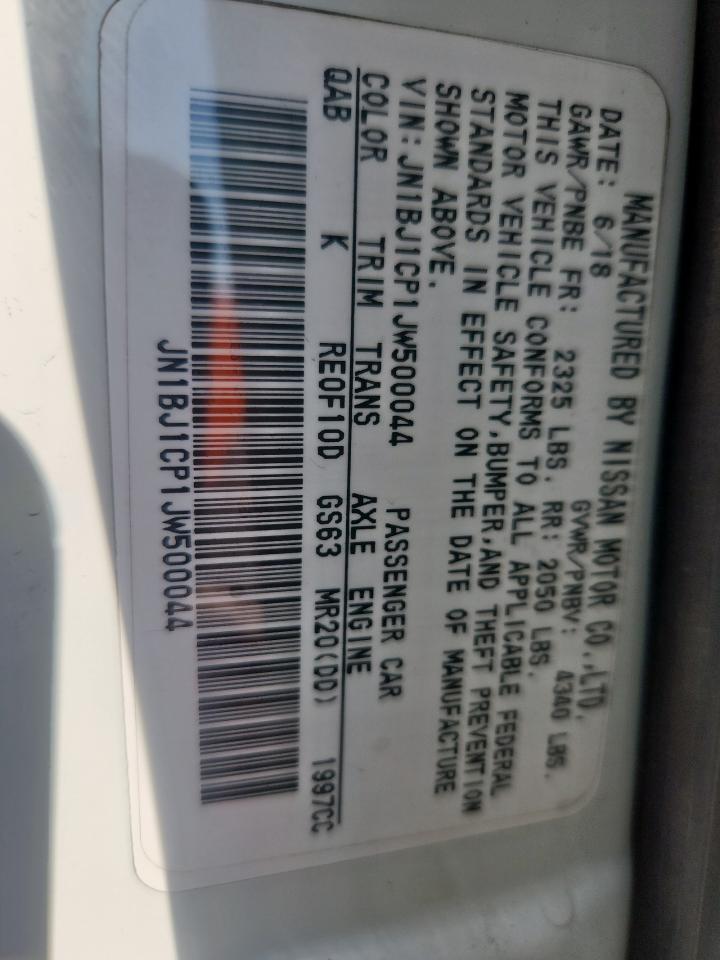 MANUFACTURED BY NISSAN MOTOR CO.,LTD.
DATE: 6/18 GVWR/PNBV: 4340 LBS.
GAWR/PNBE FR: 2325 LBS. RR: 2050 LBS.
THIS VEHICLE CONFORMS TO ALL APPLICABLE FEDERAL
MOTOR VEHICLE SAFETY,BUMPER,AND THEFT PREVENTION
STANDARDS IN EFFECT ON THE DATE OF MANUFACTURE
SHOWN ABOVE.
VIN:JN1BJ1CP1JW500044 PASSENGER CAR
COLOR TRIM TRANS AXLE ENGINE
QAB K RE0F10D GS63 MR20(DD) 1997CC
JN1BJ1CP1JW500044